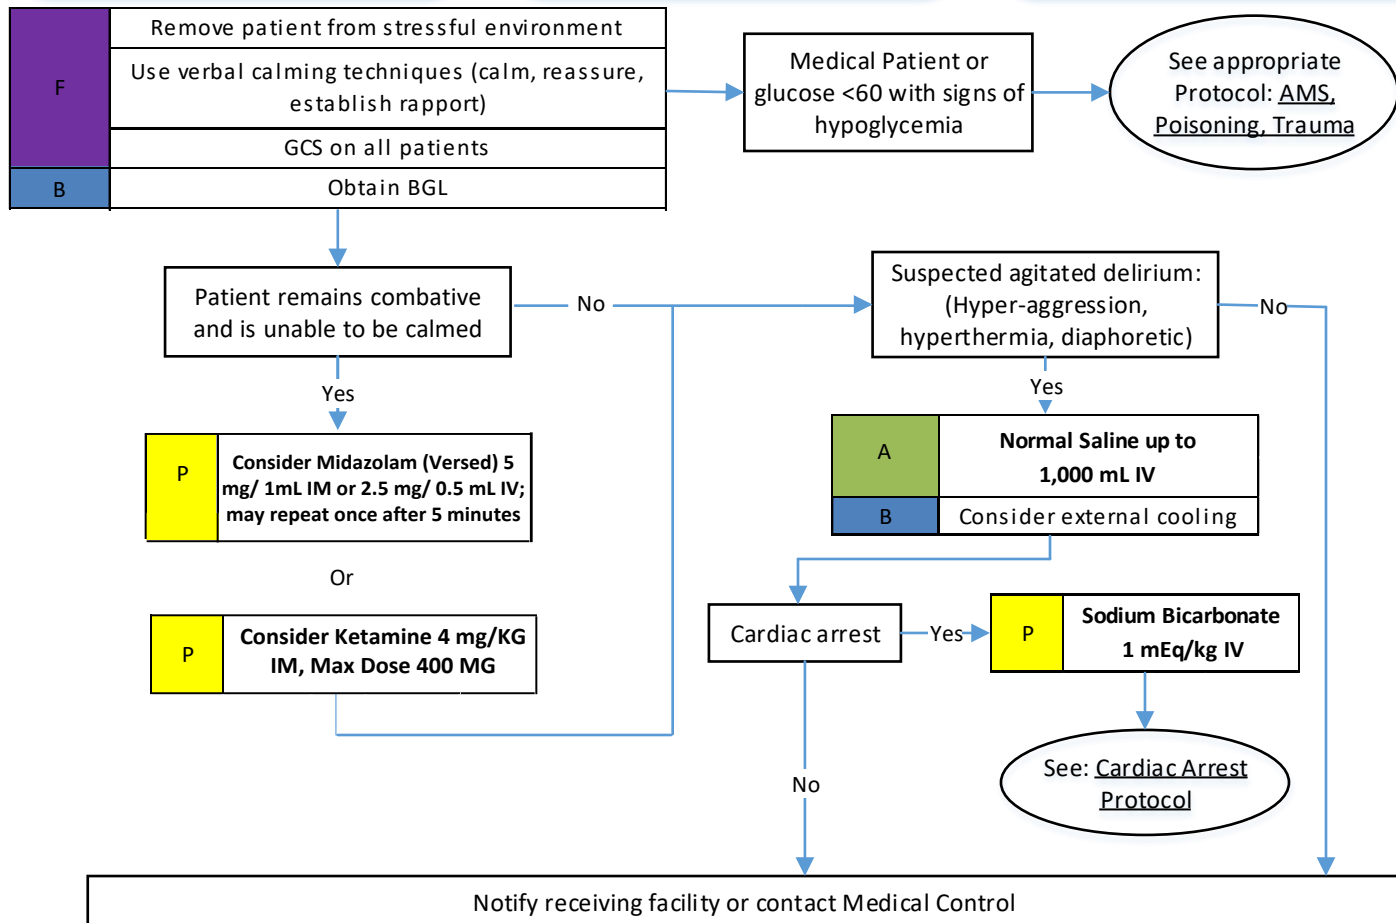 F
Remove patient from stressful environment
Use verbal calming techniques (calm, reassure,
establish rapport)
GCS on all patients
B
Obtain BGL
Medical Patient or
glucose <60 with signs of
hypoglycemia
See appropriate
Protocol: AMS,
Poisoning, Trauma
Patient remains combative
and is unable to be calmed
No
Yes
P
Consider Midazolam (Versed) 5
mg/ 1mL IM or 2.5 mg/ 0.5 mL IV;
may repeat once after 5 minutes
Or
P
Consider Ketamine 4 mg/KG
IM, Max Dose 400 MG
Suspected agitated delirium:
(Hyper-aggression,
hyperthermia, diaphoretic)
No
Yes
A
Normal Saline up to
1,000 mL IV
B
Consider external cooling
Cardiac arrest
Yes
P
Sodium Bicarbonate
1 mEq/kg IV
See: Cardiac Arrest
Protocol
No
Notify receiving facility or contact Medical Control